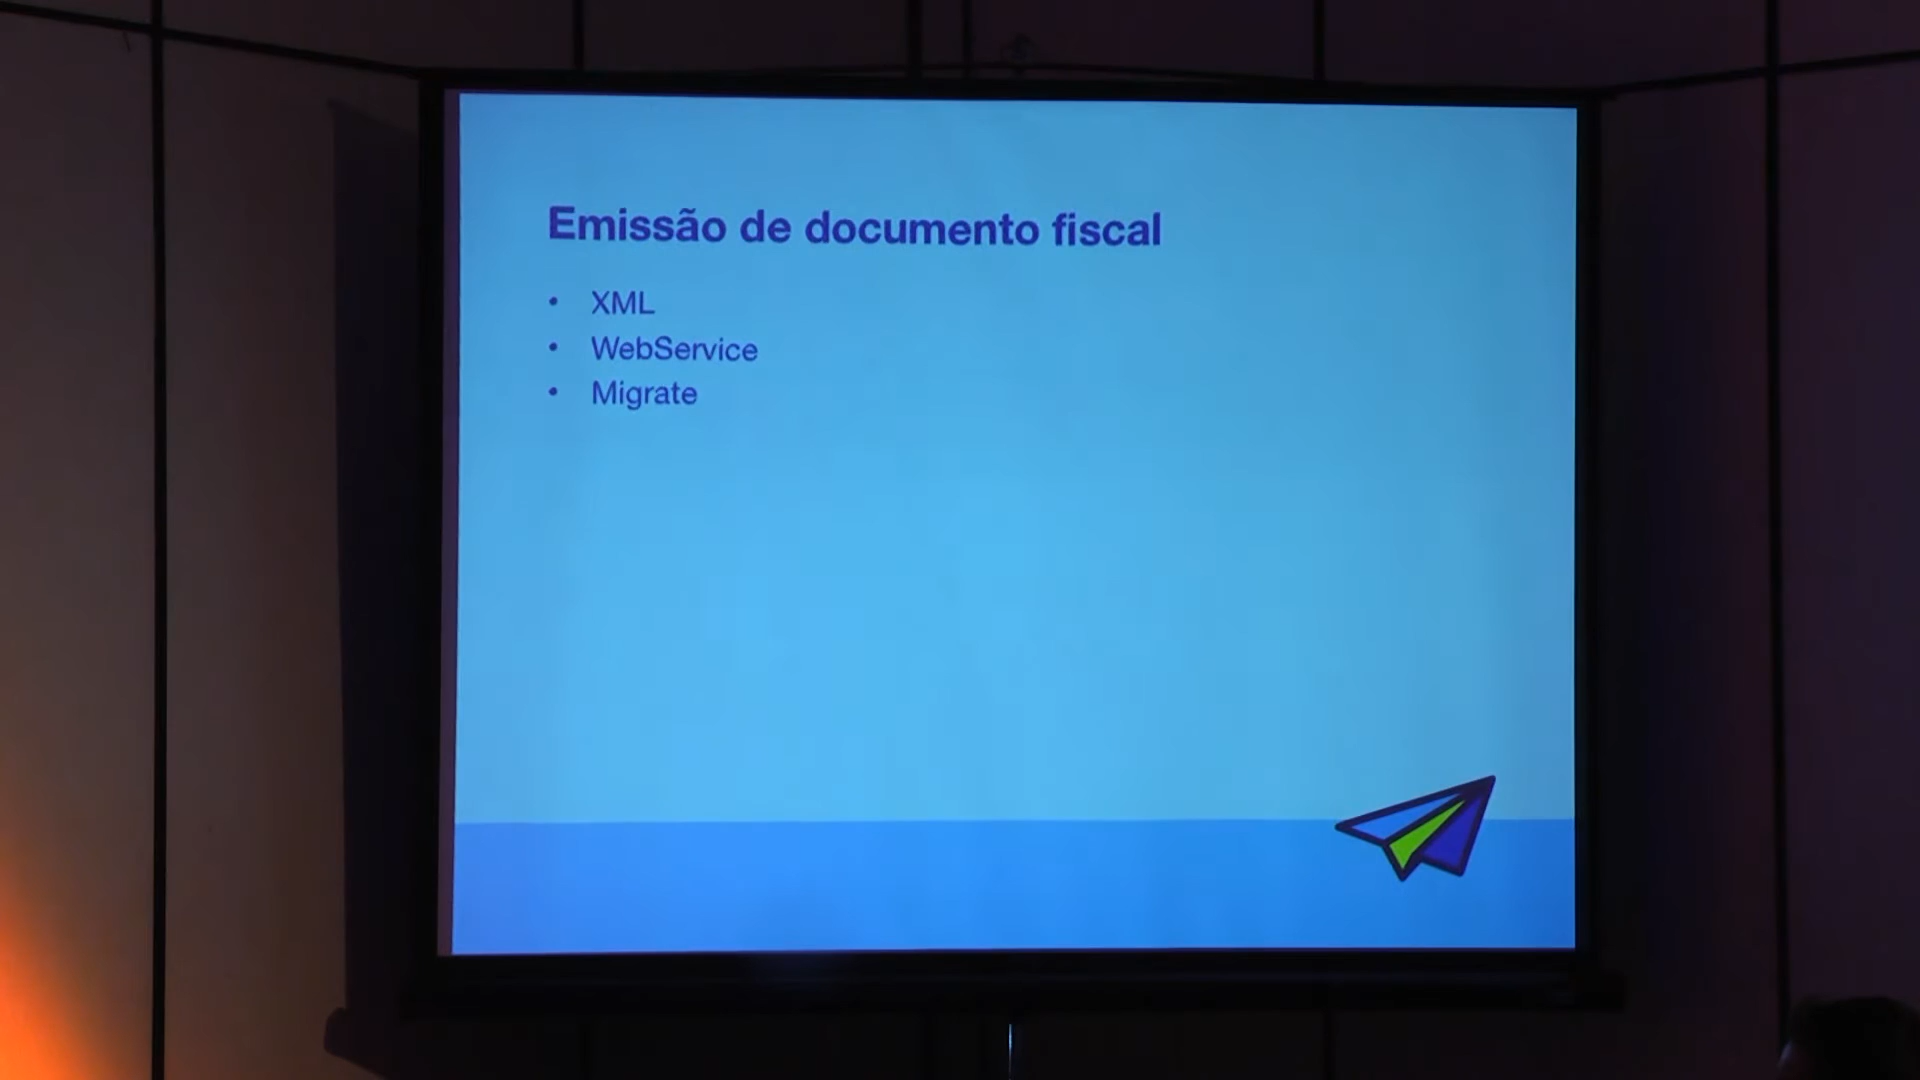 Emissão de documento fiscal
• XML
• WebService
• Migrate